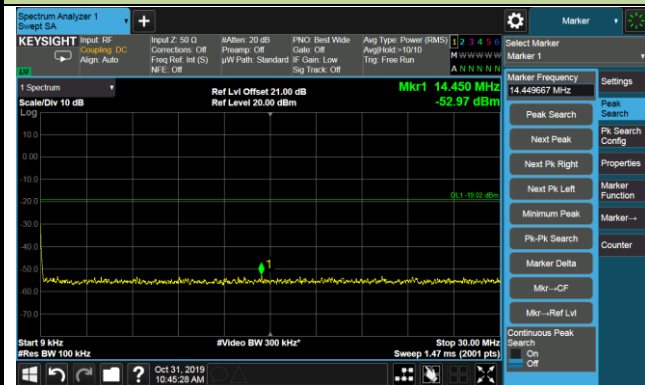 Spectrum Analyzer 1
Swept SA
+
Marker
KEYSIGHT
Input: RF
Coupling: DC
Align: Auto
Input Z: 50 Ω
Corrections: Off
Freq Ref: Int (S)
NFE: Off
#Atten: 20 dB
Preamp: Off
µW Path: Standard
PNO: Best Wide
Gate: Off
IF Gain: Low
Sig Track: Off
Avg Type: Power (RMS)
Avg|Hold:>10/10
Trig: Free Run
1 2 3 4 5 6
M W W W W W
A N N N N N
Select Marker
Marker 1
1 Spectrum
Scale/Div 10 dB
Log
Ref Lvl Offset 21.00 dB
Ref Level 20.00 dBm
Mkr1 14.450 MHz
-52.97 dBm
10.0
0.00
-10.0
-20.0
-30.0
-40.0
-50.0
-60.0
-70.0
DL1 -19.02 dBm
1
Start 9 kHz
#Res BW 100 kHz
#Video BW 300 kHz*
Stop 30.00 MHz
Sweep 1.47 ms (2001 pts)
Marker Frequency
14.449667 MHz
Peak Search
Next Peak
Next Pk Right
Next Pk Left
Minimum Peak
Pk-Pk Search
Marker Delta
Mkr→CF
Mkr→Ref Lvl
Continuous Peak
Search
On
Off
Settings
Peak
Search
Pk Search
Config
Properties
Marker
Function
Marker→
Counter
?
Oct 31, 2019
10:45:28 AM